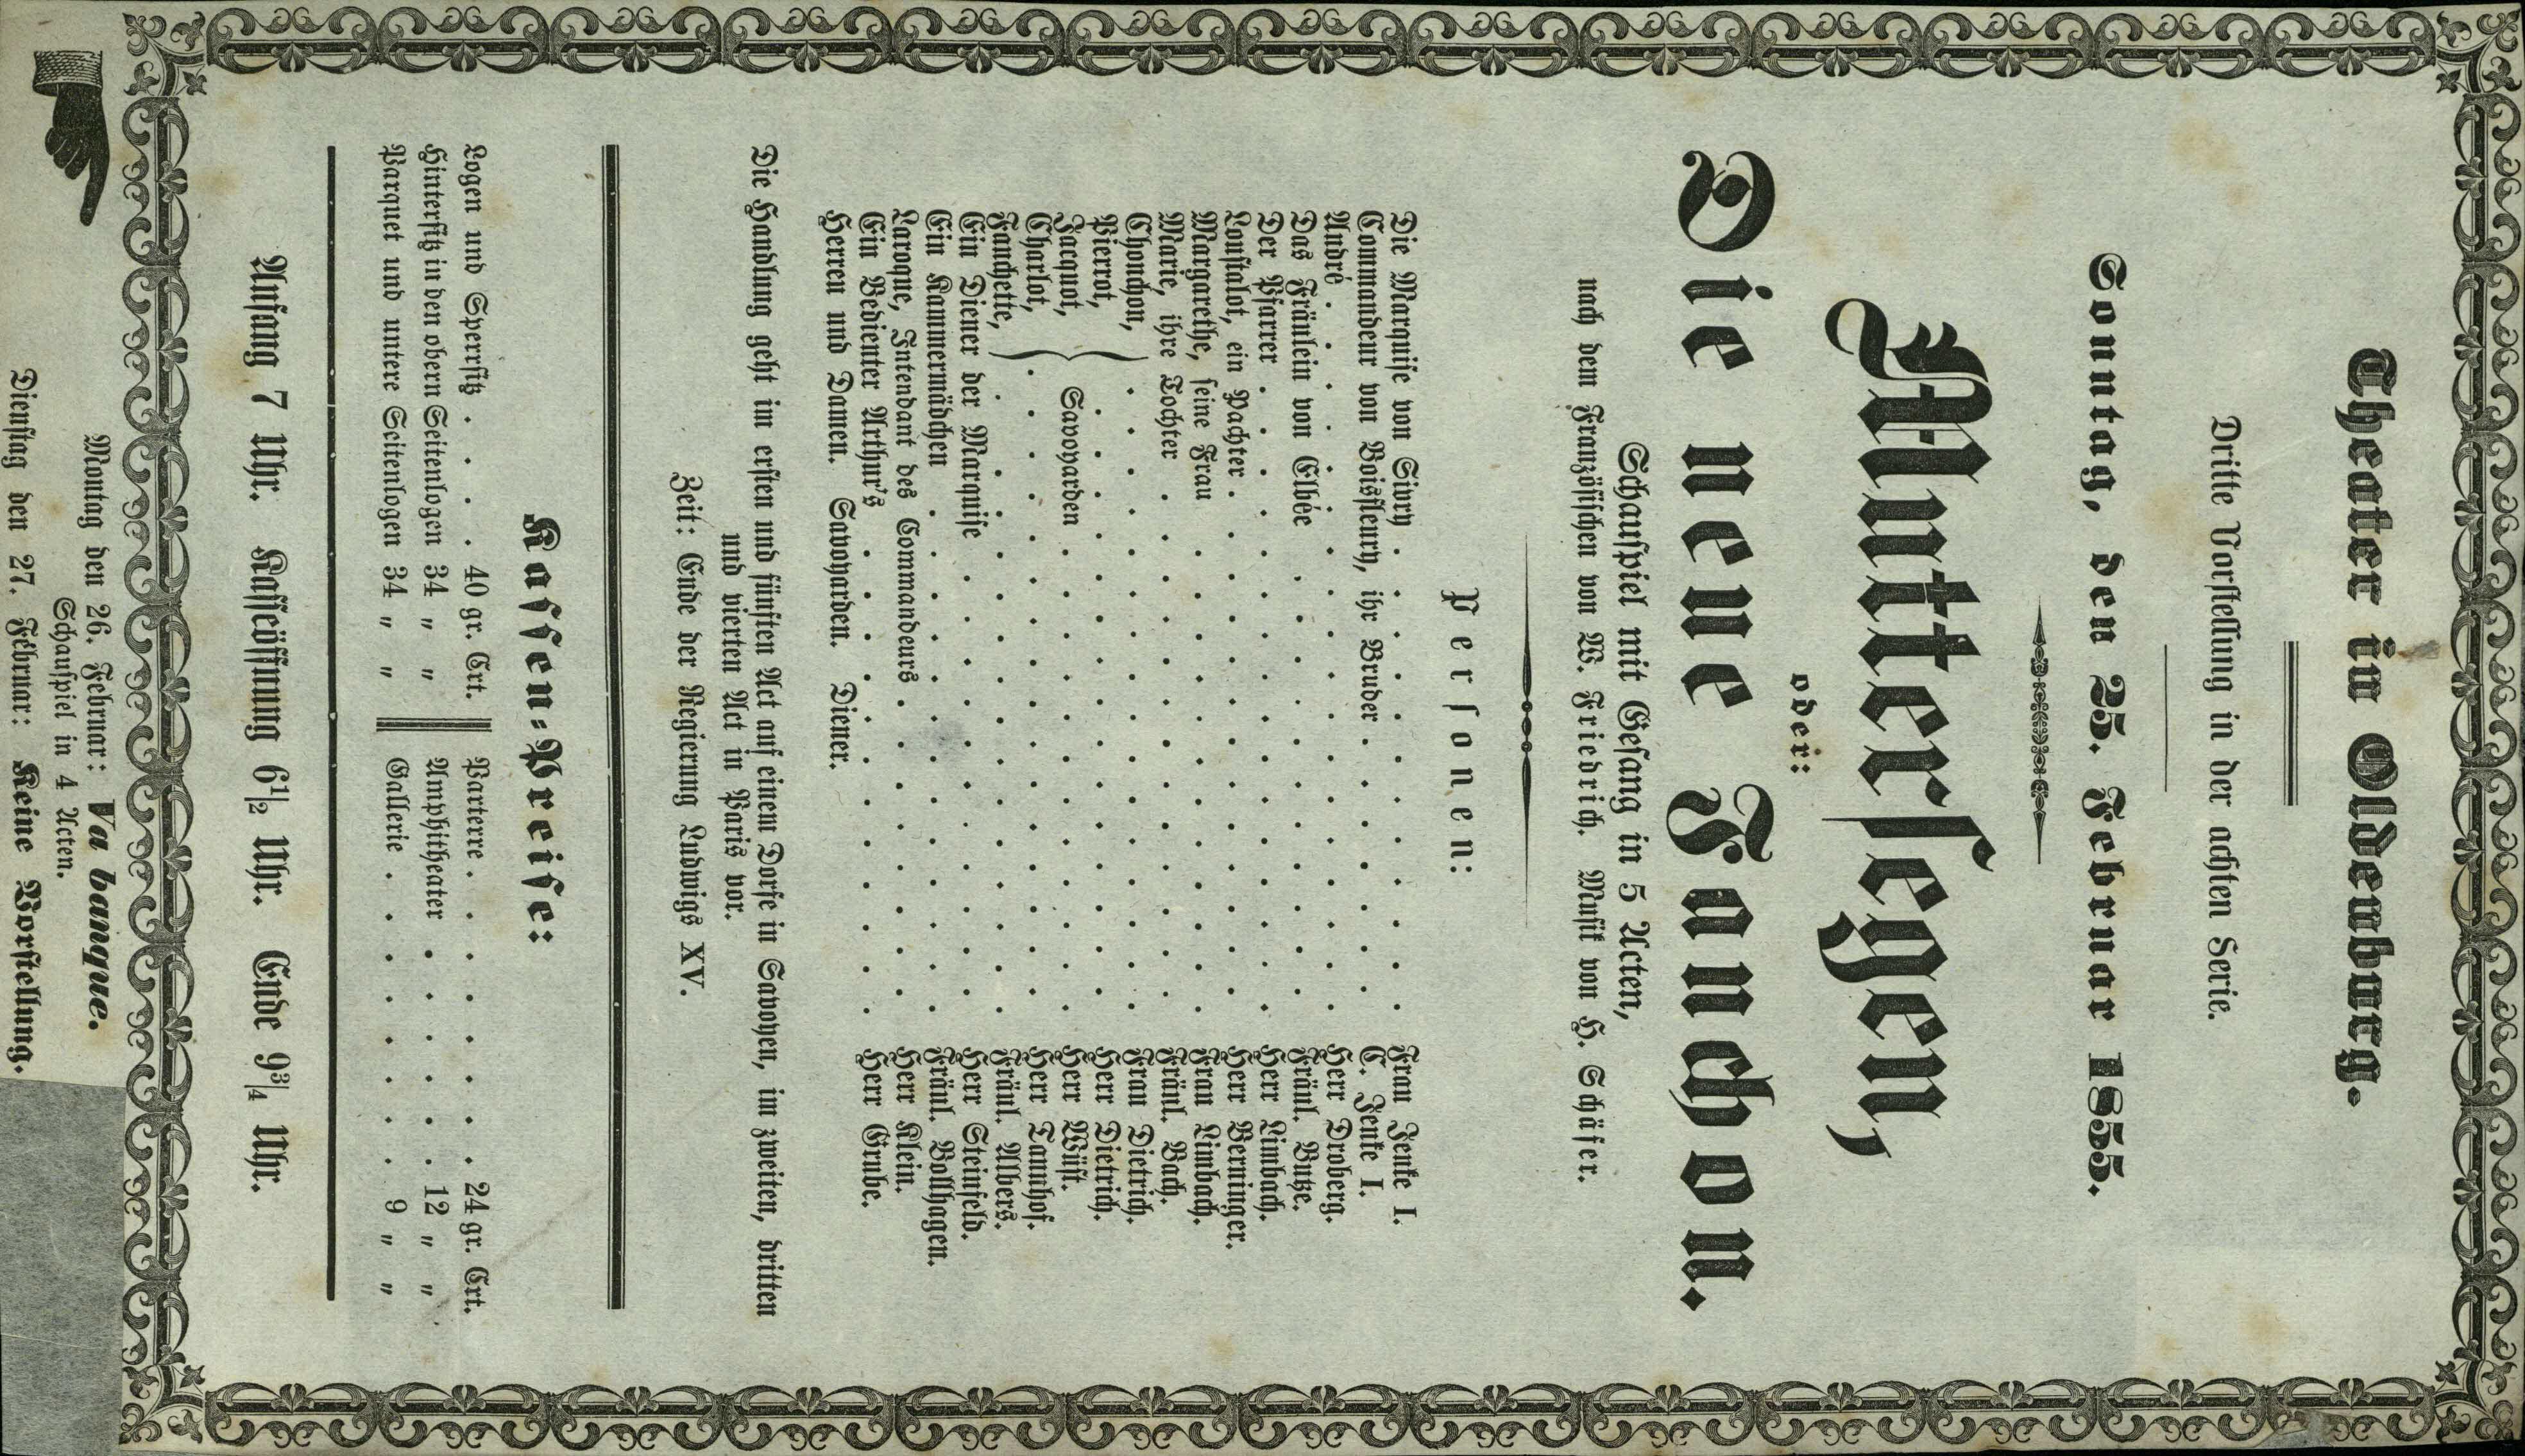 Theater in Oldenburg.
Dritte Vorstellung in der achten Serie.
Sonntag, den 25. Februar 1855.
Muttersegen,
oder:
Die neue Fanchon.
Schauspiel mit Gesang in 5 Acten,
nach dem Französischen von W. Friedrich. Musik von H. Schäfer.
Personen:
Die Marquise von Sivry . . . . . . . . . . . . Frau Jenke I.
Commandeur von Boisfleury, ihr Bruder . . . . . . . . C. Jenke I.
André . . . . . . . . . . . . . . . Herr Droberg.
Das Fräulein von Elbée . . . . . . . . . . . . Fräul. Butze.
Der Pfarrer . . . . . . . . . . . . . . Herr Limbach.
Loustalot, ein Pachter . . . . . . . . . . . . Herr Berninger.
Margarethe, seine Frau . . . . . . . . . . . . Frau Limbach.
Marie, ihre Tochter . . . . . . . . . . . . . Fräul. Bach.
Chonchon, . . . . . . . . . . . . . . Frau Dietrich.
Pierrot, . . . . . . . . . . . . . . Herr Dietrich.
Jacquot, } Savoyarden . . . . . . . . . . . . Herr Wüst.
Charlot, . . . . . . . . . . . . . . Herr Tannhof.
Fanchette, . . . . . . . . . . . . . . Fräul. Albers.
Ein Diener der Marquise . . . . . . . . . . . . Herr Steinfeld.
Ein Kammermädchen . . . . . . . . . . . . . Fräul. Bollhagen.
Laroque, Intendant des Commandeurs . . . . . . . . . Herr Klein.
Ein Bedienter Arthur's . . . . . . . . . . . . Herr Grube.
Herren und Damen. Savoyarden. Diener.
Die Handlung geht in ersten und fünften Act auf einem Dorfe in Savoyen, im zweiten, dritten
und vierten Act in Paris vor.
Zeit: Ende der Regierung Ludwigs XV.
Kassen-Preise:
Logen und Sperrsitz . . . . 40 gr. Crt. Parterre . . . . . . . . 24 gr. Crt.
Hintersitz in den obern Seitenlogen 34 " " Amphitheater . . . . . . 12 " "
Parquet und untere Seitenlogen 34 " " Gallerie . . . . . . . . 9 " "
Anfang 7 Uhr. Kasseöffnung 6½ Uhr. Ende 9¾ Uhr.
Montag den 26. Februar: Va banque.
Schauspiel in 4 Acten.
Dienstag den 27. Februar: Keine Vorstellung.